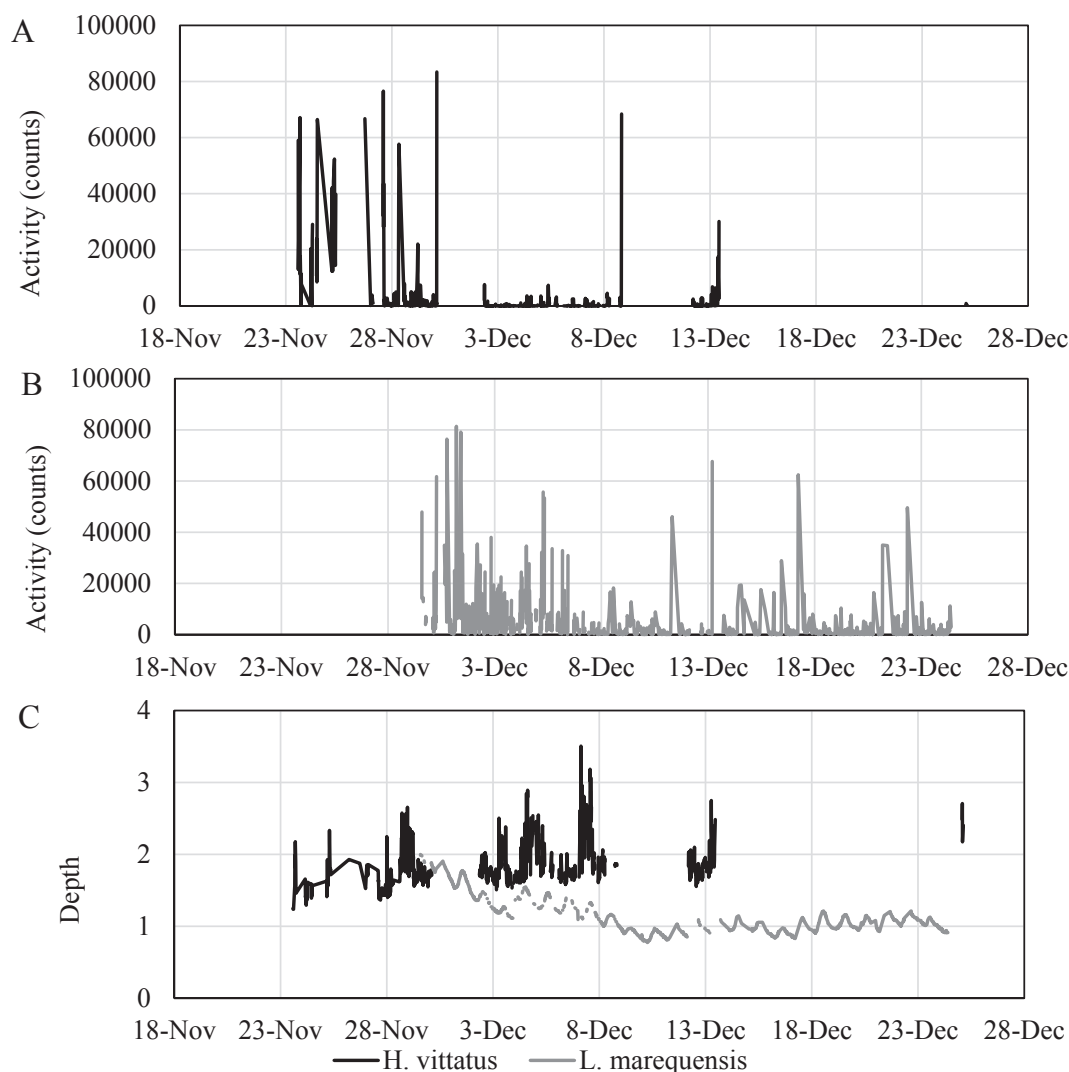 A
100000
80000
60000
40000
20000
0
Activity (counts)
18-Nov 23-Nov 28-Nov 3-Dec 8-Dec 13-Dec 18-Dec 23-Dec 28-Dec
B
100000
80000
60000
40000
20000
0
Activity (counts)
18-Nov 23-Nov 28-Nov 3-Dec 8-Dec 13-Dec 18-Dec 23-Dec 28-Dec
C
4
3
2
1
0
Depth
18-Nov 23-Nov 28-Nov 3-Dec 8-Dec 13-Dec 18-Dec 23-Dec 28-Dec
H. vittatus L. marequensis